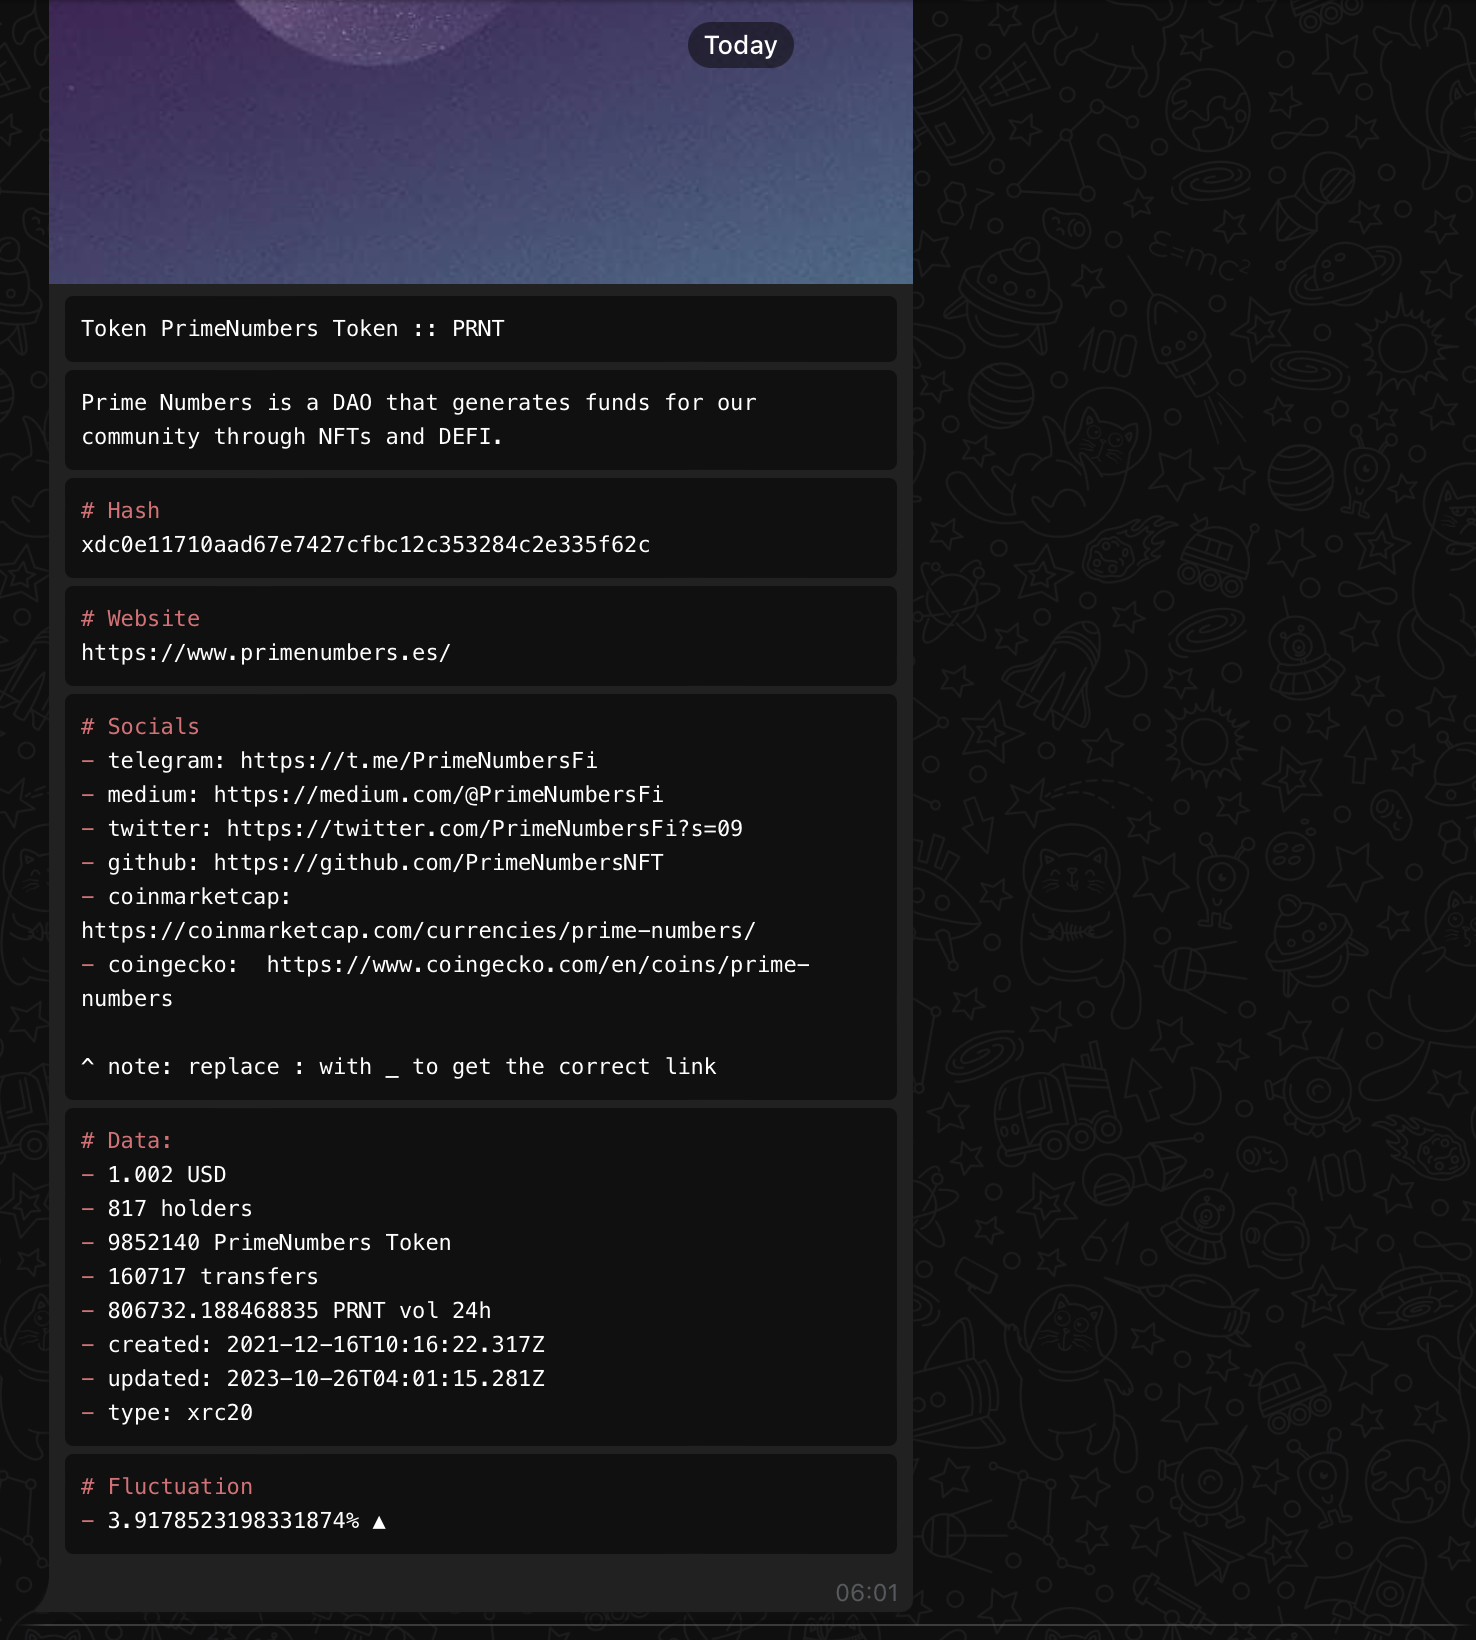 Today
Token PrimeNumbers Token :: PRNT
Prime Numbers is a DAO that generates funds for our
community through NFTs and DEFI.
# Hash
xdc0e11710aad67e7427cfbc12c353284c2e335f62c
# Website
https://www.primenumbers.es/
# Socials
- telegram: https://t.me/PrimeNumbersFi
- medium: https://medium.com/@PrimeNumbersFi
- twitter: https://twitter.com/PrimeNumbersFi?s=09
- github: https://github.com/PrimeNumbersNFT
- coinmarketcap:
https://coinmarketcap.com/currencies/prime-numbers/
- coingecko:  https://www.coingecko.com/en/coins/prime-
numbers
^ note: replace : with _ to get the correct link
# Data:
- 1.002 USD
- 817 holders
- 9852140 PrimeNumbers Token
- 160717 transfers
- 806732.188468835 PRNT vol 24h
- created: 2021-12-16T10:16:22.317Z
- updated: 2023-10-26T04:01:15.281Z
- type: xrc20
# Fluctuation
- 3.9178523198331874% ▲
06:01
E=mc²